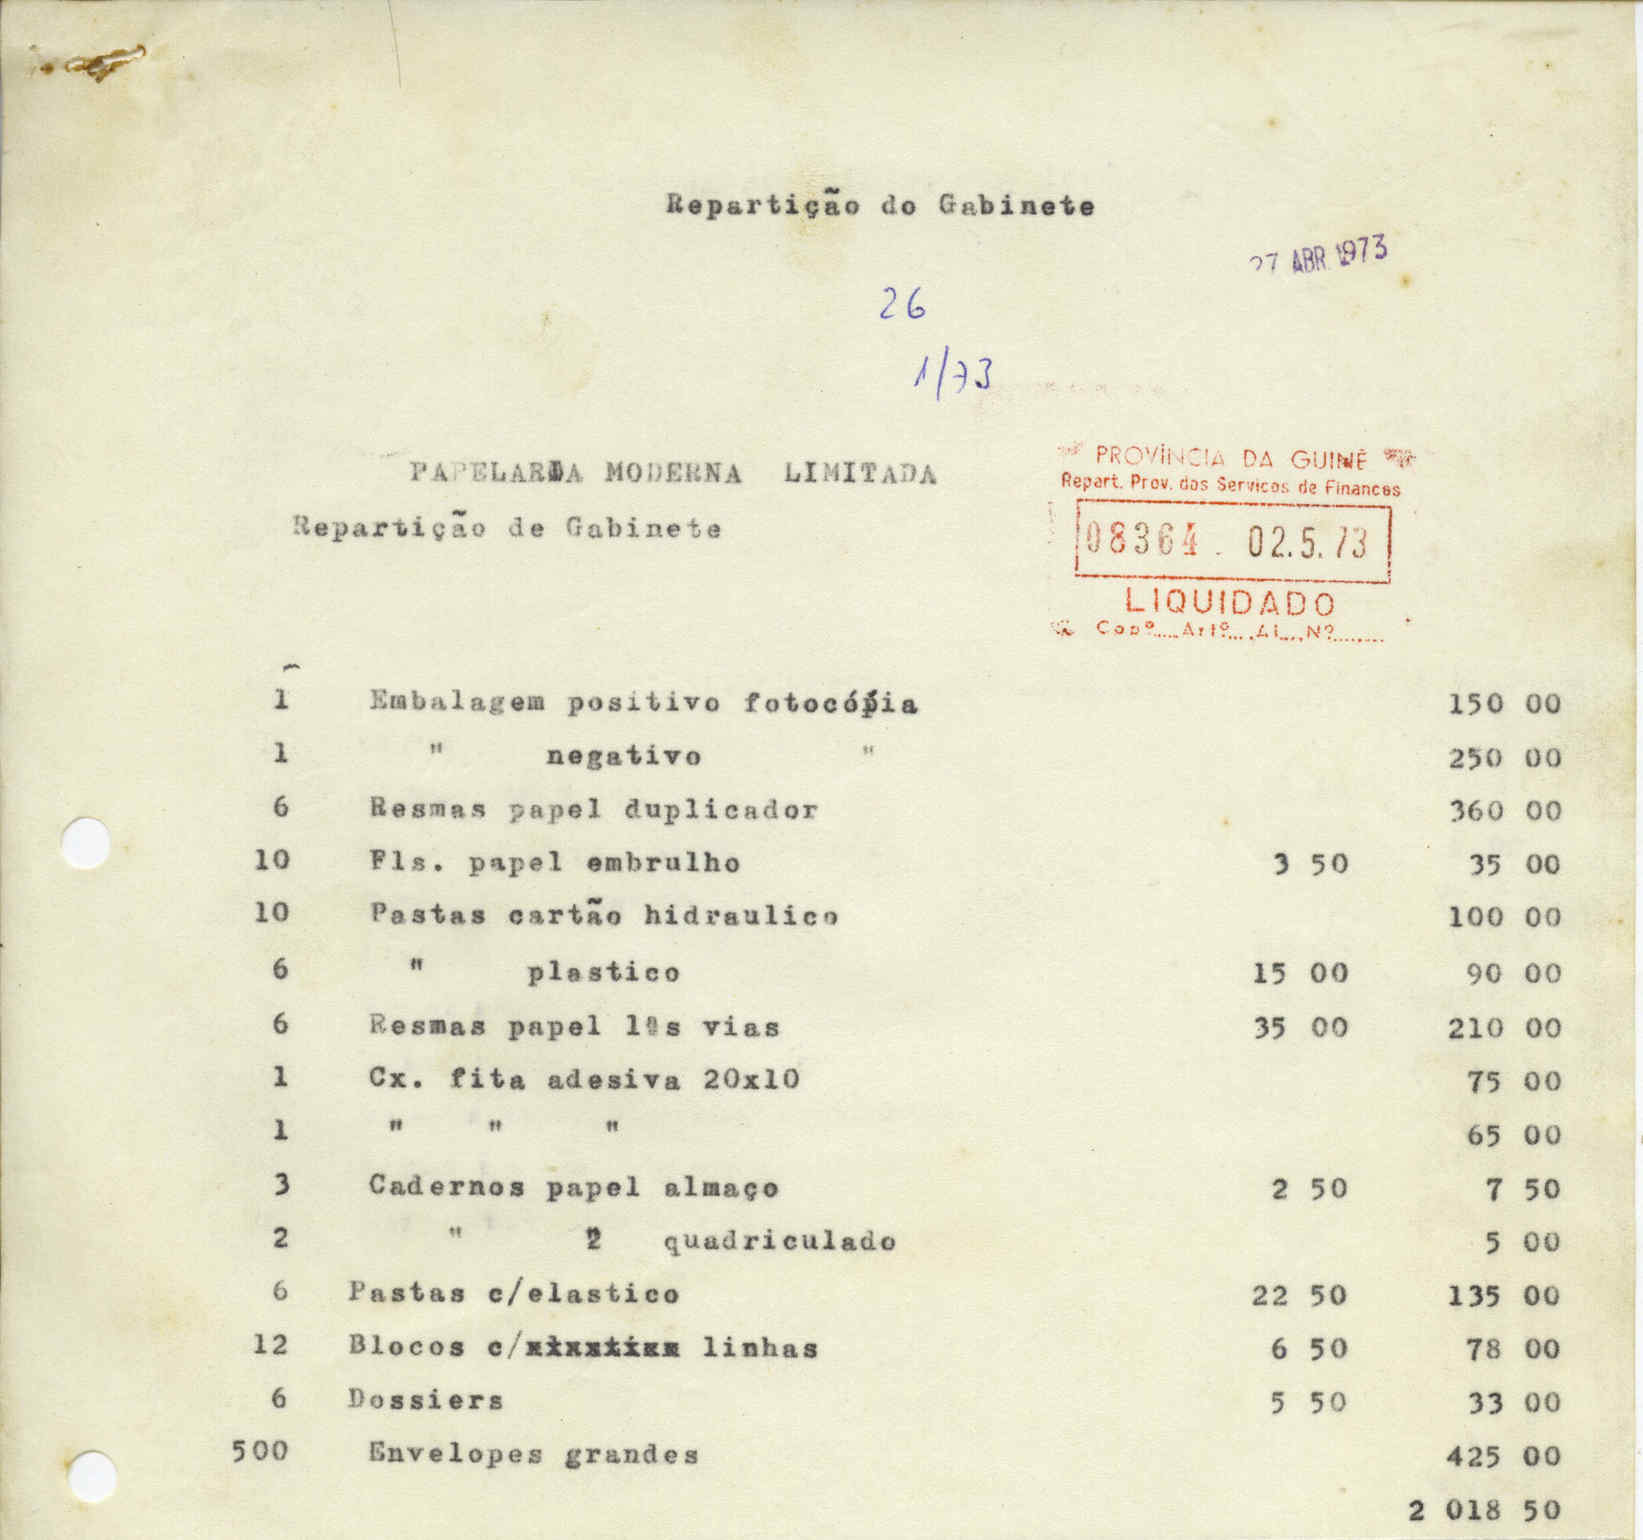 Repartição do Gabinete
27 ABR 1973
26
1/73
PAPELARIA MODERNA LIMITADA
Repartição de Gabinete
PROVÍNCIA DA GUINÉ
Repart. Prov. dos Serviços de Finanças
08364 . 02.5.73
LIQUIDADO
Capº.....Artº....Al....Nº........
1 Embalagem positivo fotocópia 150 00
1 " negativo " 250 00
6 Resmas papel duplicador 360 00
10 Fls. papel embrulho 3 50 35 00
10 Pastas cartão hidraulico 100 00
6 " plastico 15 00 90 00
6 Resmas papel 1ªs vias 35 00 210 00
1 Cx. fita adesiva 20x10 75 00
1 " " " 65 00
3 Cadernos papel almaço 2 50 7 50
2 " " quadriculado 5 00
6 Pastas c/elastico 22 50 135 00
12 Blocos c/ linhas 6 50 78 00
6 Dossiers 5 50 33 00
500 Envelopes grandes 425 00
2 018 50